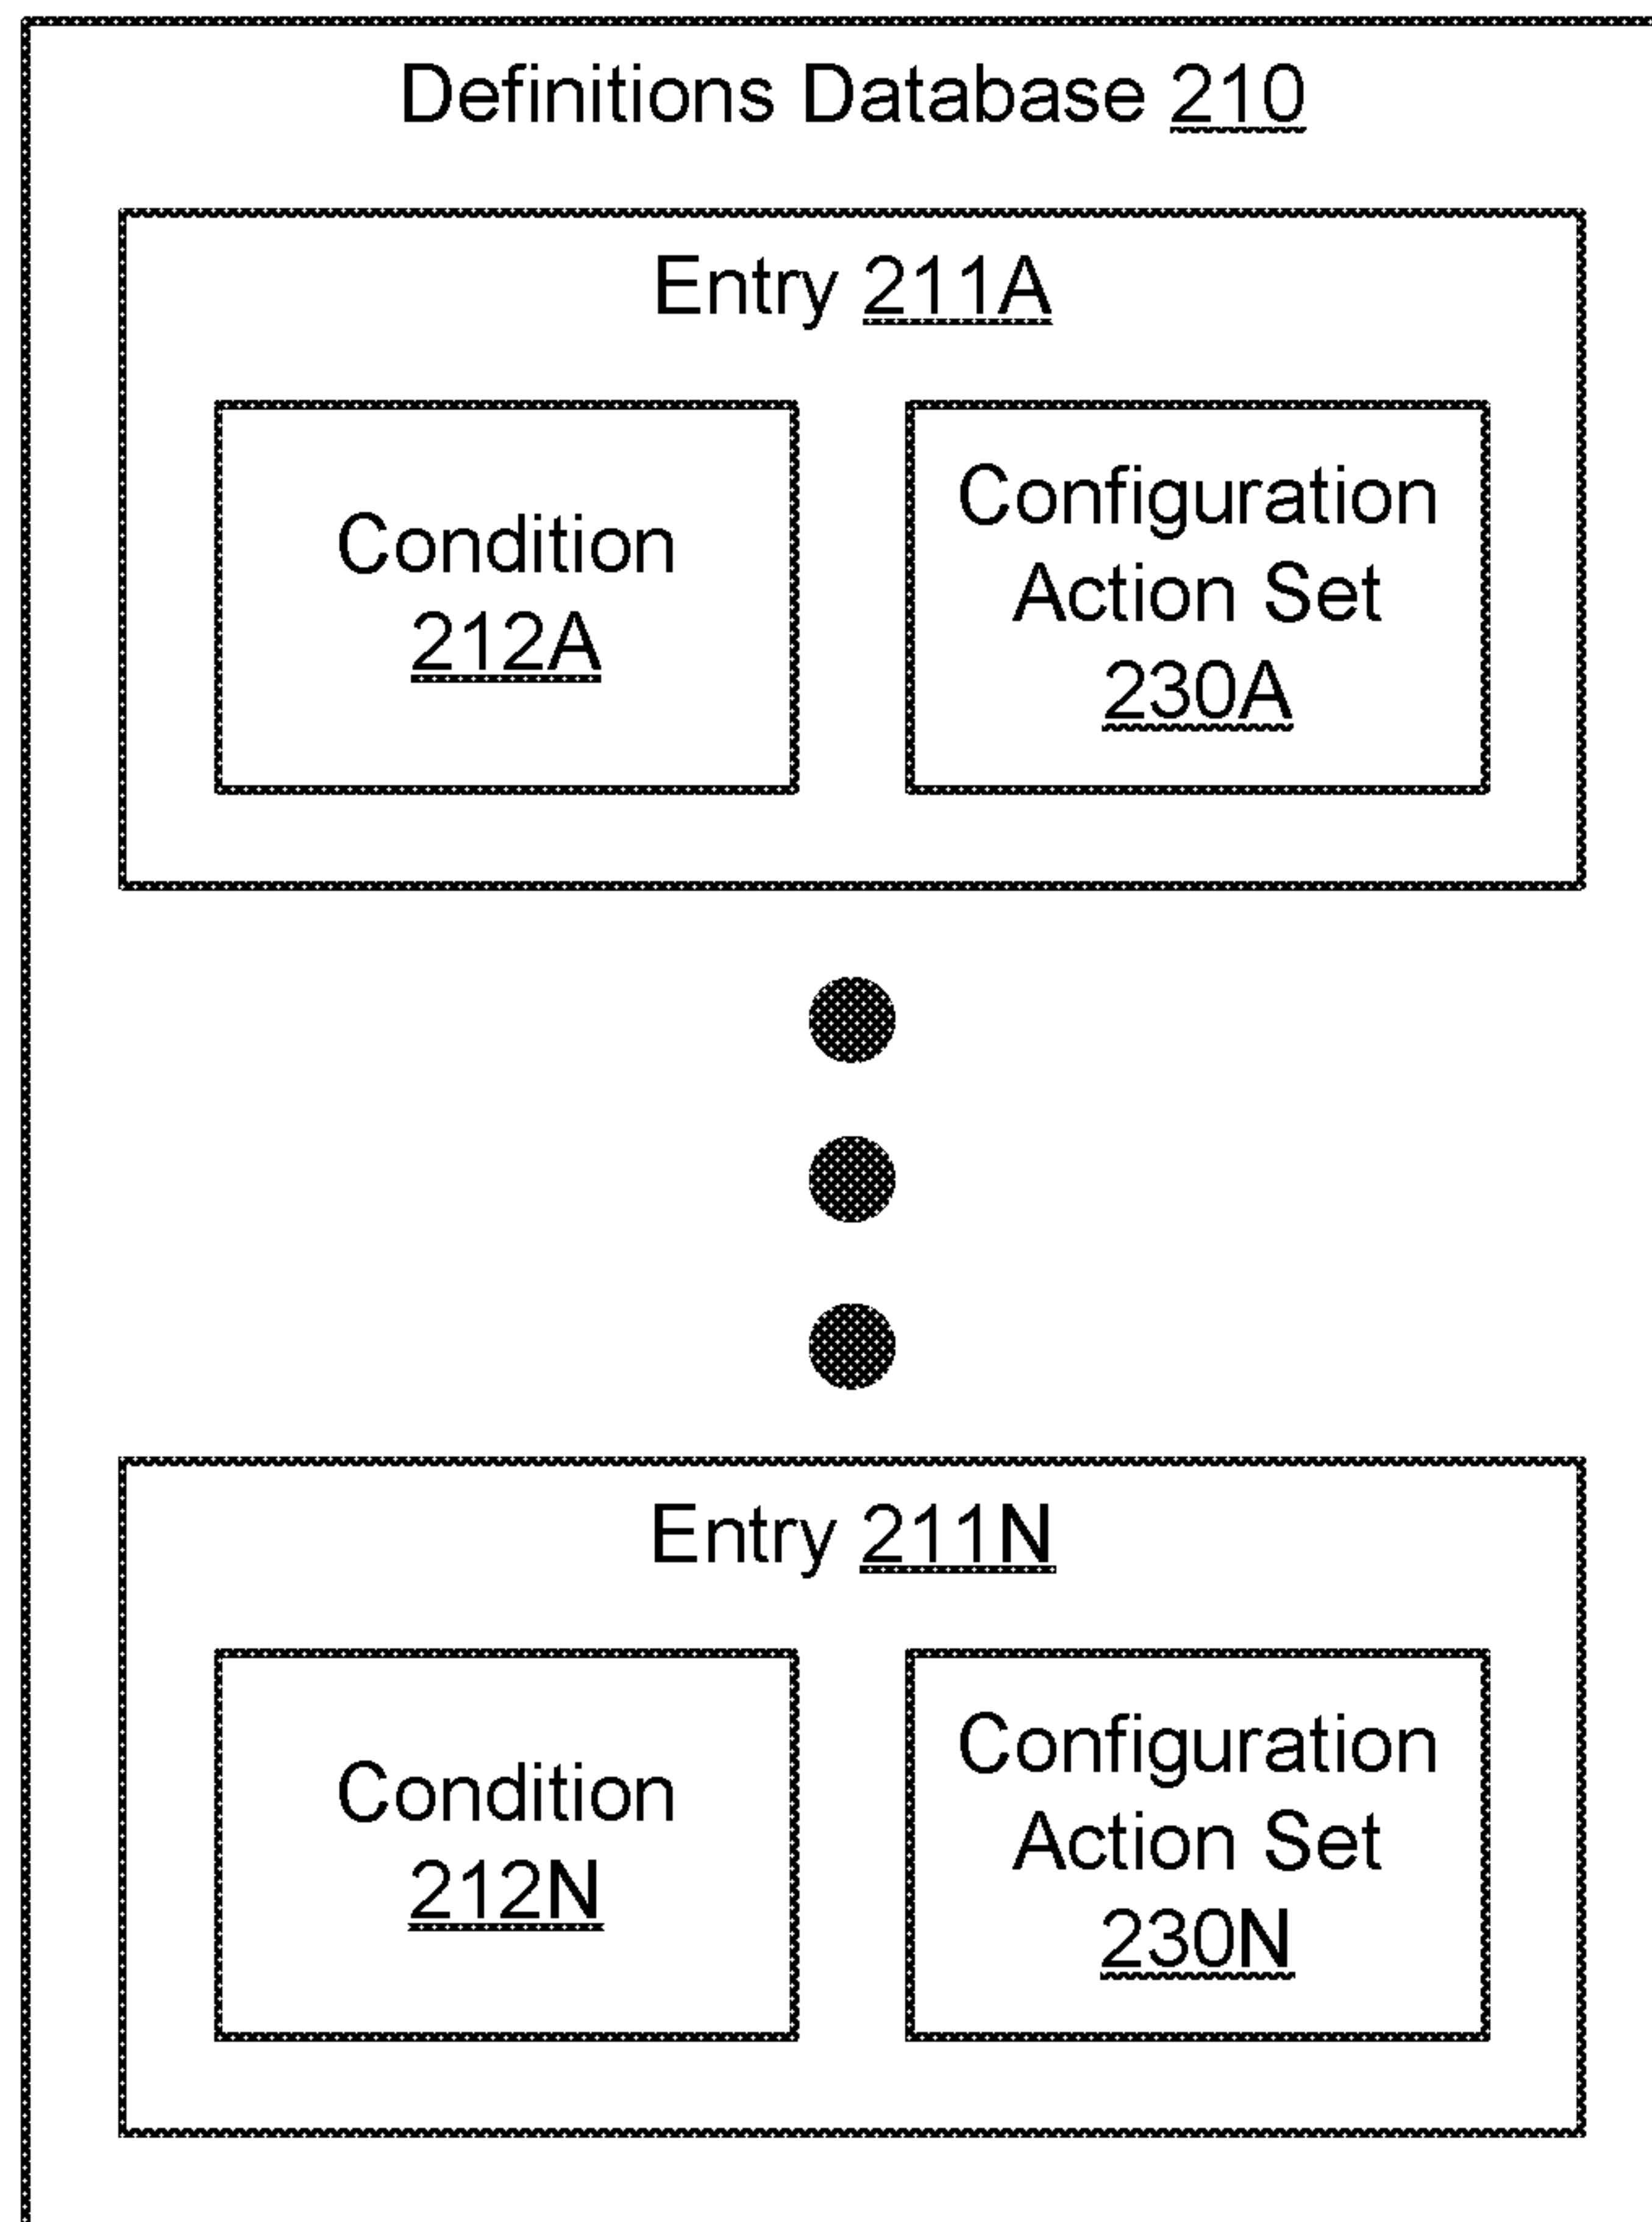 Definitions Database 210
Entry 211A
Condition
212A
Configuration
Action Set
230A
Entry 211N
Condition
212N
Configuration
Action Set
230N